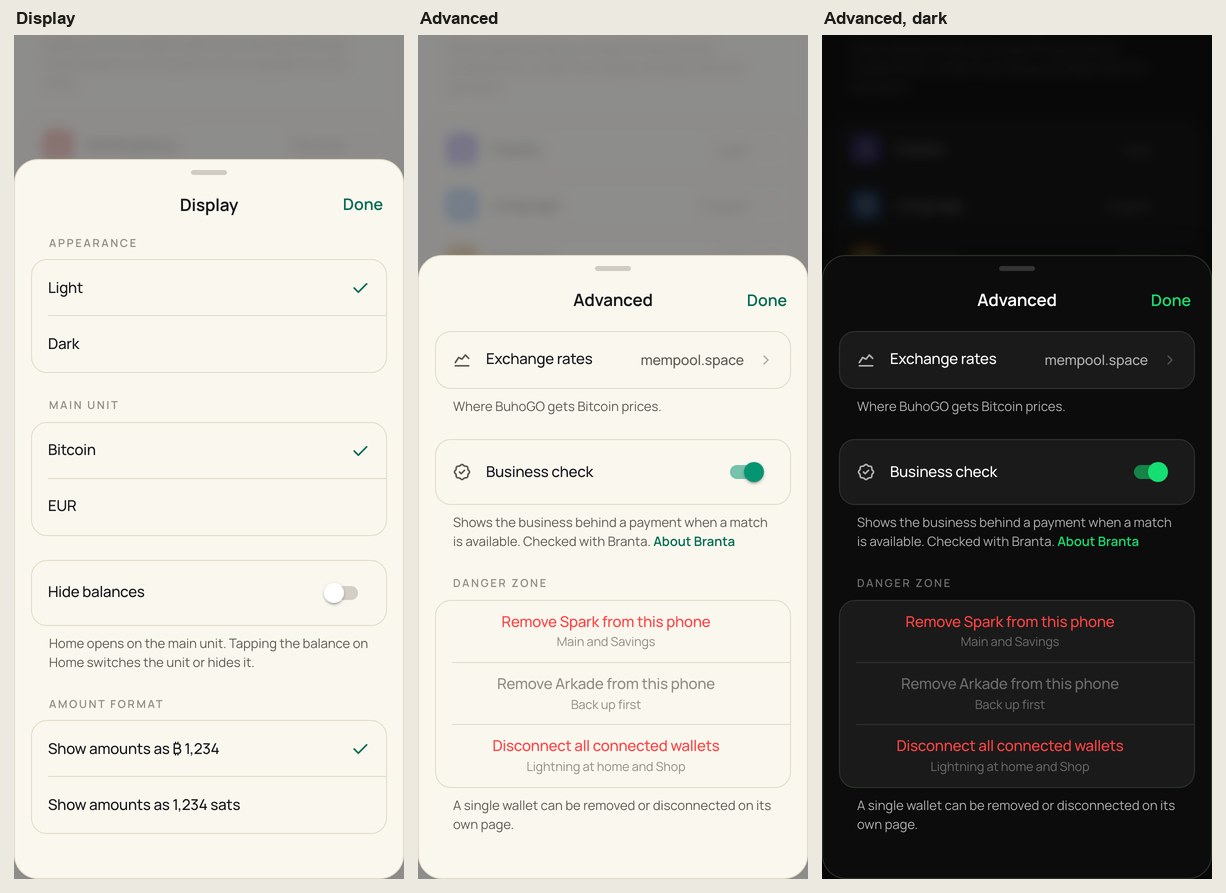 Display
Display
Done
APPEARANCE
Light
Dark
MAIN UNIT
Bitcoin
EUR
Hide balances
Home opens on the main unit. Tapping the balance on
Home switches the unit or hides it.
AMOUNT FORMAT
Show amounts as ₿ 1,234
Show amounts as 1,234 sats
Advanced
Advanced
Done
Exchange rates
mempool.space
Where BuhoGO gets Bitcoin prices.
Business check
Shows the business behind a payment when a match
is available. Checked with Branta. About Branta
DANGER ZONE
Remove Spark from this phone
Main and Savings
Remove Arkade from this phone
Back up first
Disconnect all connected wallets
Lightning at home and Shop
A single wallet can be removed or disconnected on its
own page.
Advanced, dark
Advanced
Done
Exchange rates
mempool.space
Where BuhoGO gets Bitcoin prices.
Business check
Shows the business behind a payment when a match
is available. Checked with Branta. About Branta
DANGER ZONE
Remove Spark from this phone
Main and Savings
Remove Arkade from this phone
Back up first
Disconnect all connected wallets
Lightning at home and Shop
A single wallet can be removed or disconnected on its
own page.